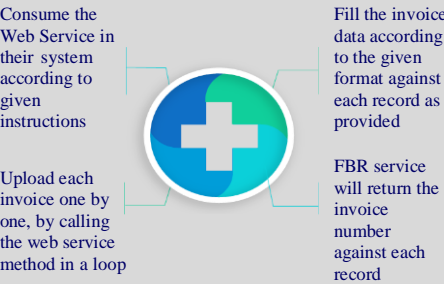 Consume the
Web Service in
their system
according to
given
instructions
Fill the invoice
data according
to the given
format against
each record as
provided
Upload each
invoice one by
one, by calling
the web service
method in a loop
FBR service
will return the
invoice
number
against each
record